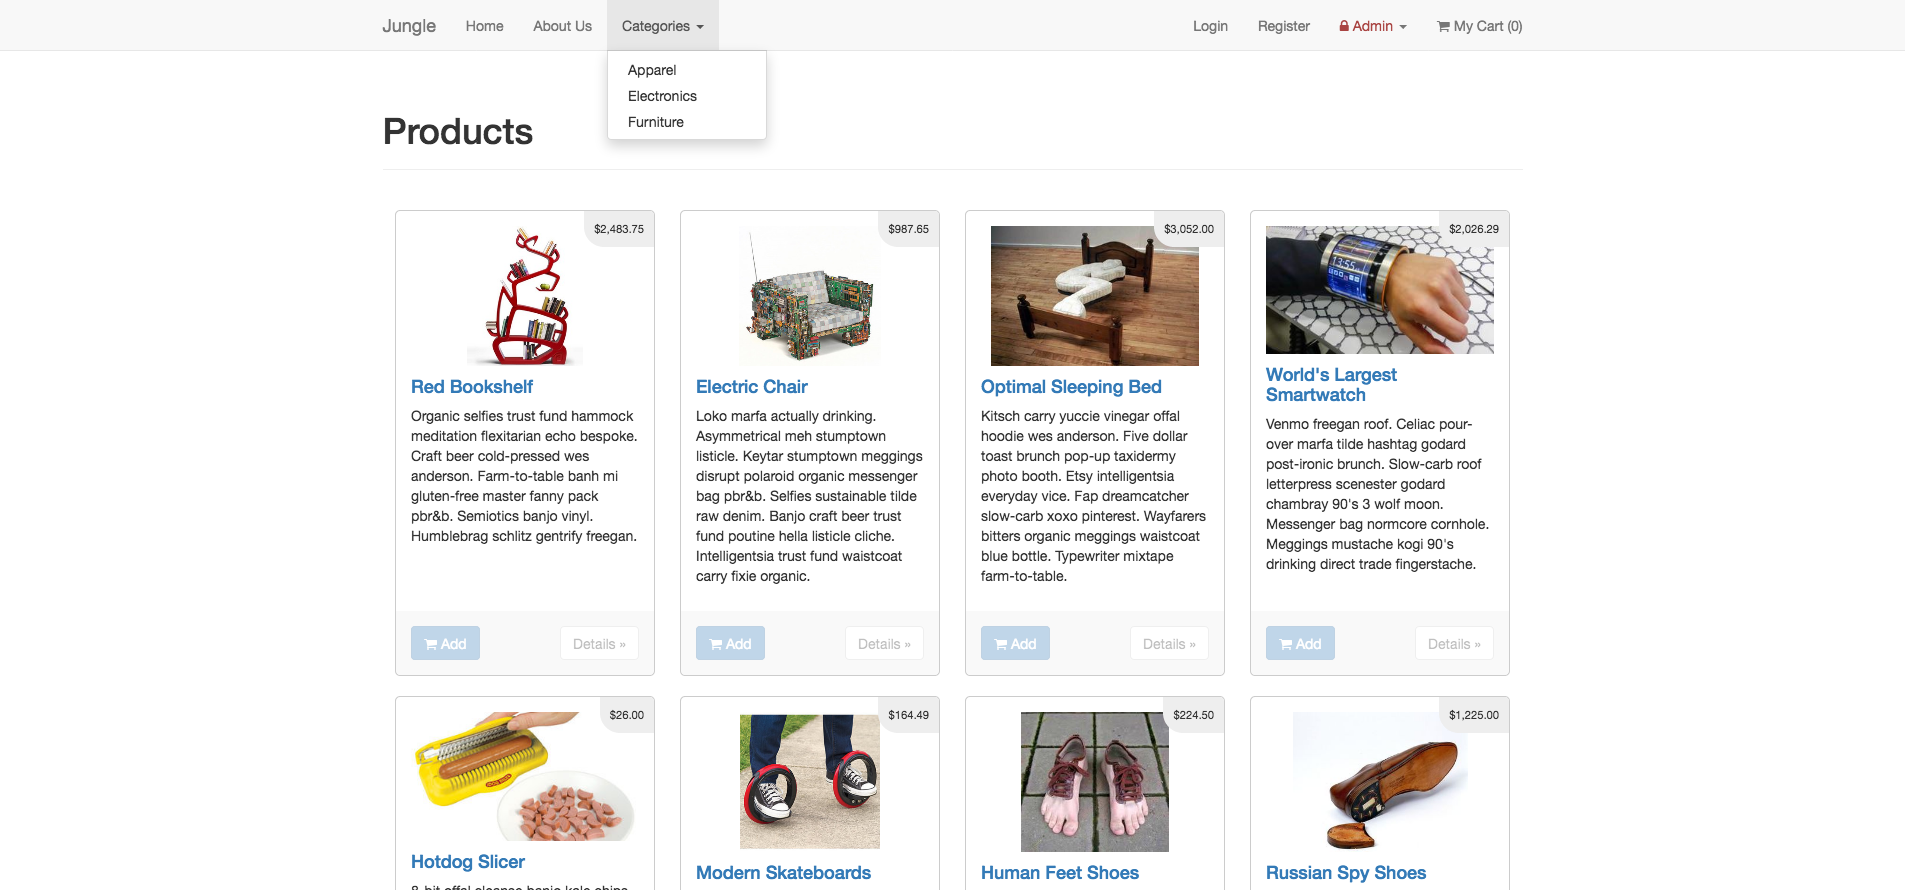 Jungle Home About Us Categories Login Register Admin My Cart (0)
Apparel
Electronics
Furniture
Products
$2,483.75
Red Bookshelf
Organic selfies trust fund hammock
meditation flexitarian echo bespoke.
Craft beer cold-pressed wes
anderson. Farm-to-table banh mi
gluten-free master fanny pack
pbr&b. Semiotics banjo vinyl.
Humblebrag schlitz gentrify freegan.
Add Details »
$987.65
Electric Chair
Loko marfa actually drinking.
Asymmetrical meh stumptown
listicle. Keytar stumptown meggings
disrupt polaroid organic messenger
bag pbr&b. Selfies sustainable tilde
raw denim. Banjo craft beer trust
fund poutine hella listicle cliche.
Intelligentsia trust fund waistcoat
carry fixie organic.
Add Details »
$3,052.00
Optimal Sleeping Bed
Kitsch carry yuccie vinegar offal
hoodie wes anderson. Five dollar
toast brunch pop-up taxidermy
photo booth. Etsy intelligentsia
everyday vice. Fap dreamcatcher
slow-carb xoxo pinterest. Wayfarers
bitters organic meggings waistcoat
blue bottle. Typewriter mixtape
farm-to-table.
Add Details »
$2,026.29
13:55
World's Largest
Smartwatch
Venmo freegan roof. Celiac pour-
over marfa tilde hashtag godard
post-ironic brunch. Slow-carb roof
letterpress scenester godard
chambray 90's 3 wolf moon.
Messenger bag normcore cornhole.
Meggings mustache kogi 90's
drinking direct trade fingerstache.
Add Details »
$26.00
Hotdog Slicer
8-bit offal cleanse banjo kale chips
$164.49
Modern Skateboards
$224.50
Human Feet Shoes
$1,225.00
Russian Spy Shoes